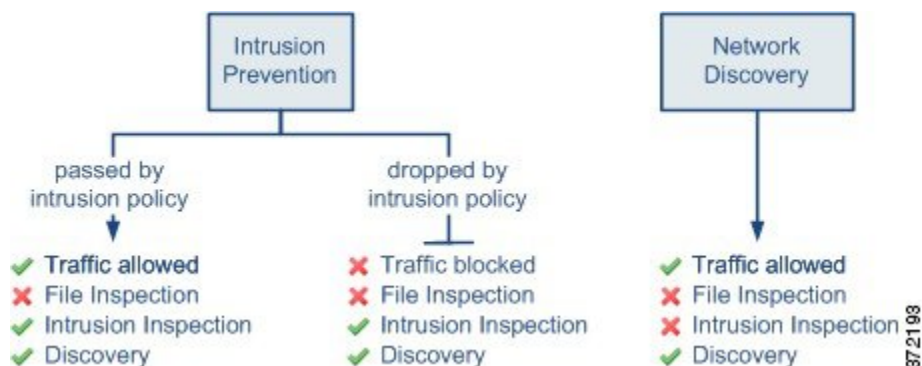 Intrusion
Prevention
Network
Discovery
passed by
intrusion policy
dropped by
intrusion policy
Traffic allowed
File Inspection
Intrusion Inspection
Discovery
Traffic blocked
File Inspection
Intrusion Inspection
Discovery
Traffic allowed
File Inspection
Intrusion Inspection
Discovery
372193